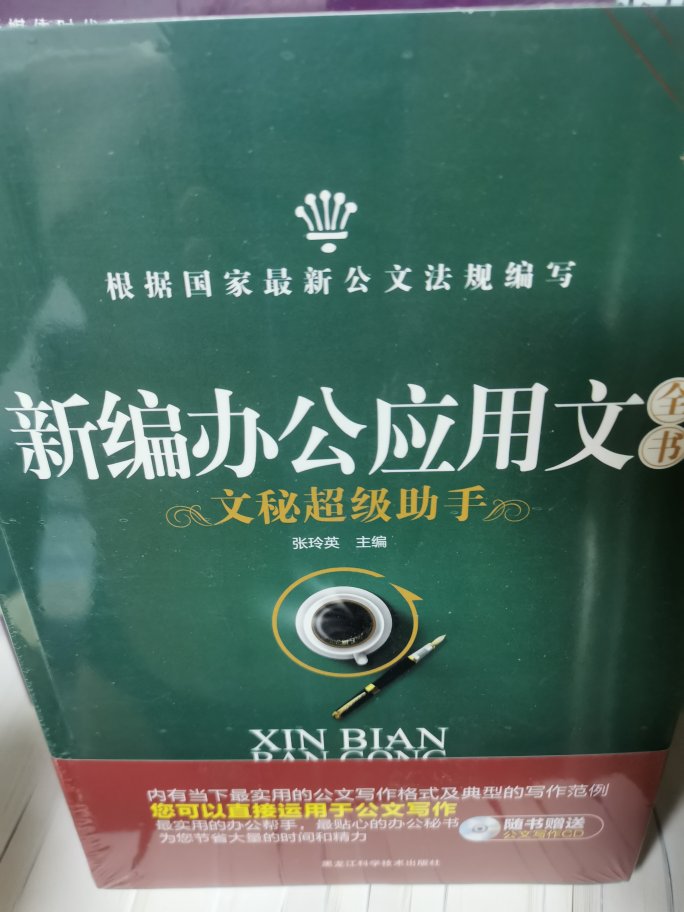 根据国家最新公文法规编写
新编办公应用文全书
文秘超级助手
张玲英 主编
XIN BIAN
BAN GONG
内有当下最实用的公文写作格式及典型的写作范例
您可以直接运用于公文写作
最实用的办公帮手，最贴心的办公秘书
为您节省大量的时间和精力
随书赠送
公文写作CD
黑龙江科学技术出版社